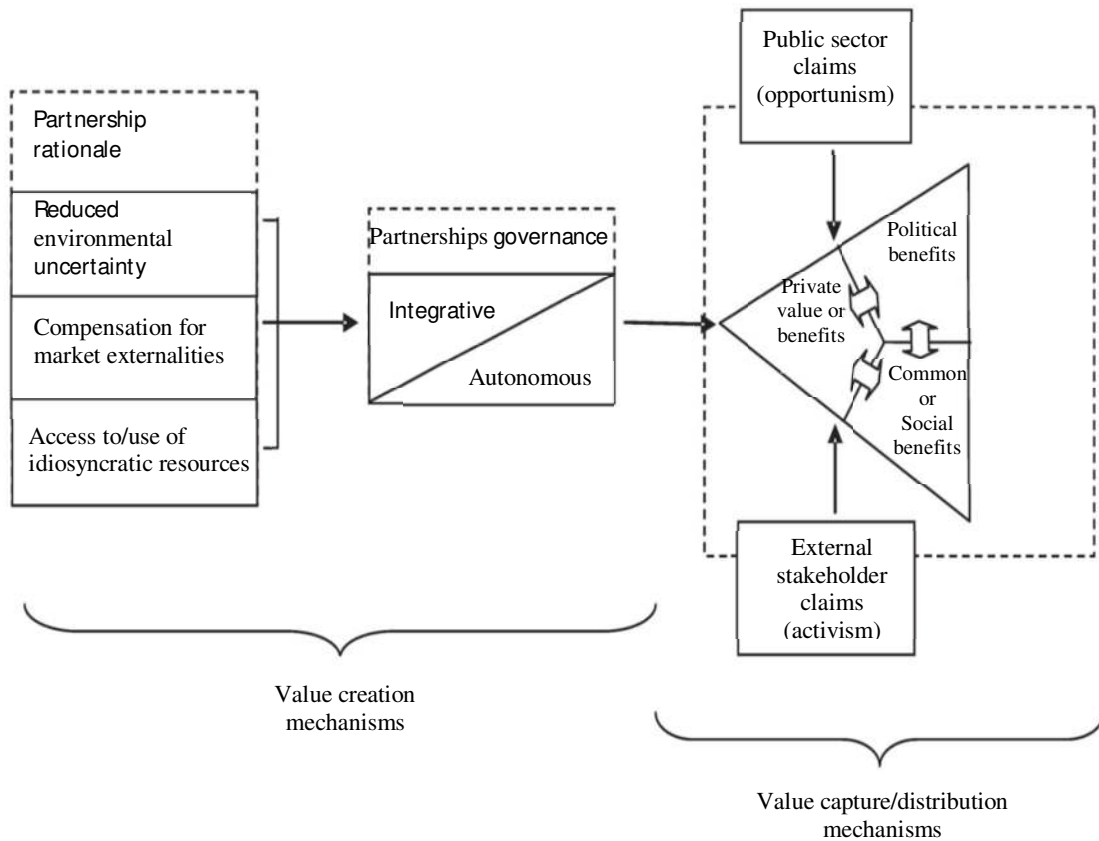 Partnership
rationale
Reduced
environmental
uncertainty
Compensation for
market externalities
Access to/use of
idiosyncratic resources
Partnerships governance
Integrative
Autonomous
Public sector
claims
(opportunism)
Political
benefits
Private
value or
benefits
Common
or
Social
benefits
External
stakeholder
claims
(activism)
Value creation
mechanisms
Value capture/distribution
mechanisms